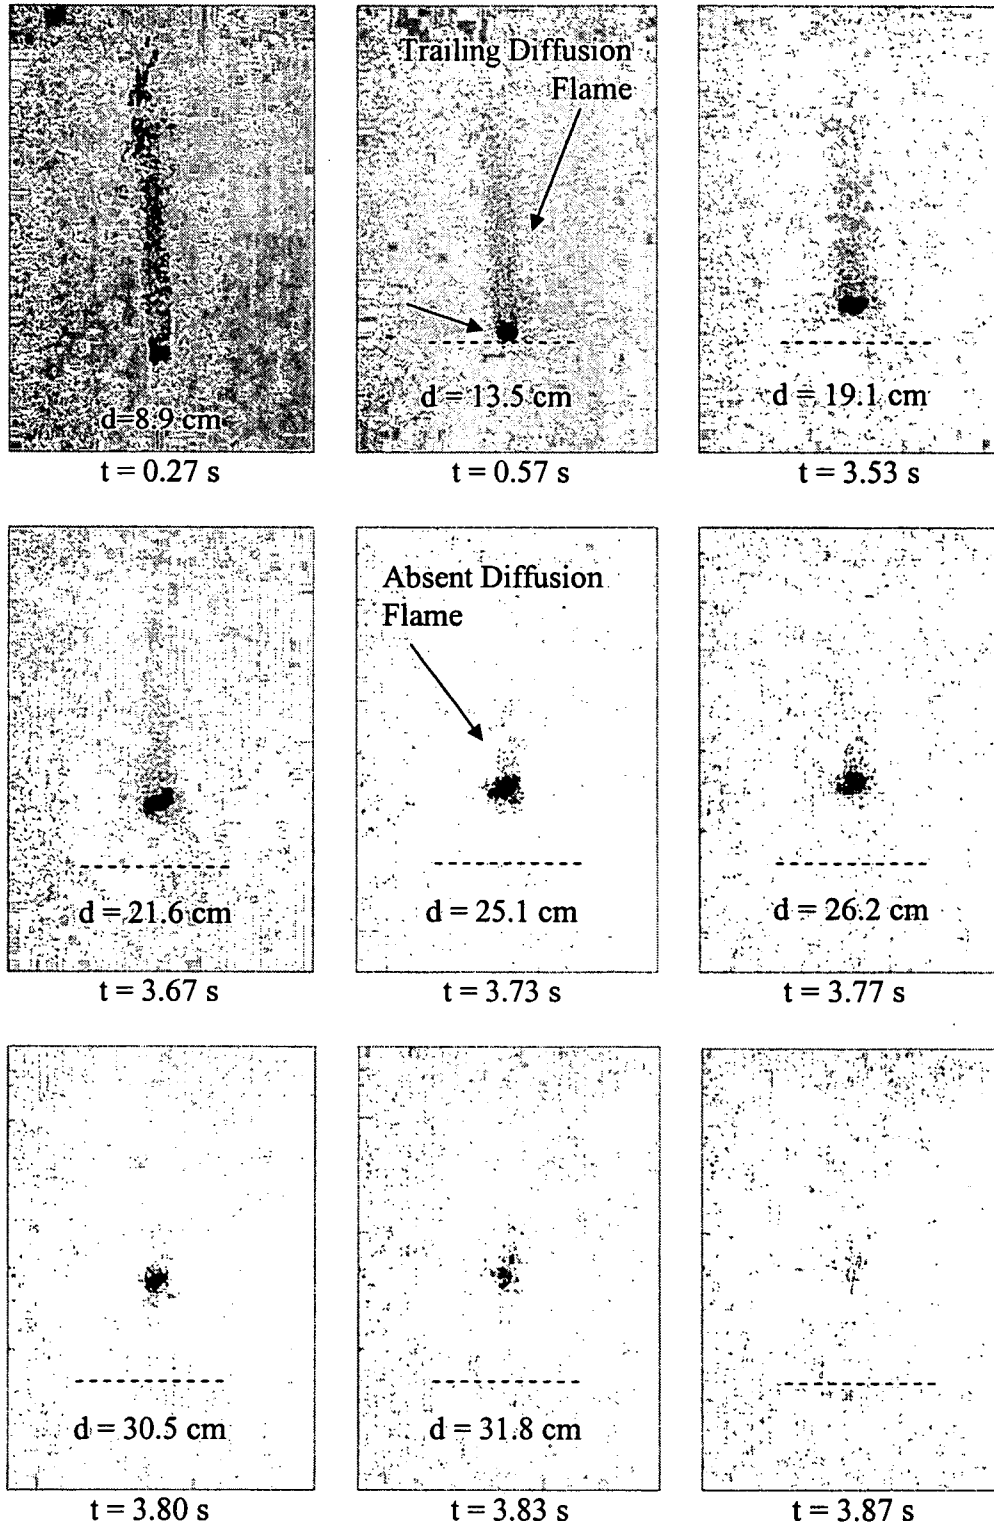 Trailing Diffusion
Flame
d=8.9 cm
d = 13.5 cm
d = 19.1 cm
t = 0.27 s
t = 0.57 s
t = 3.53 s
Absent Diffusion
Flame
d = 21.6 cm
d = 25.1 cm
d = 26.2 cm
t = 3.67 s
t = 3.73 s
t = 3.77 s
d = 30.5 cm
d = 31.8 cm
t = 3.80 s
t = 3.83 s
t = 3.87 s